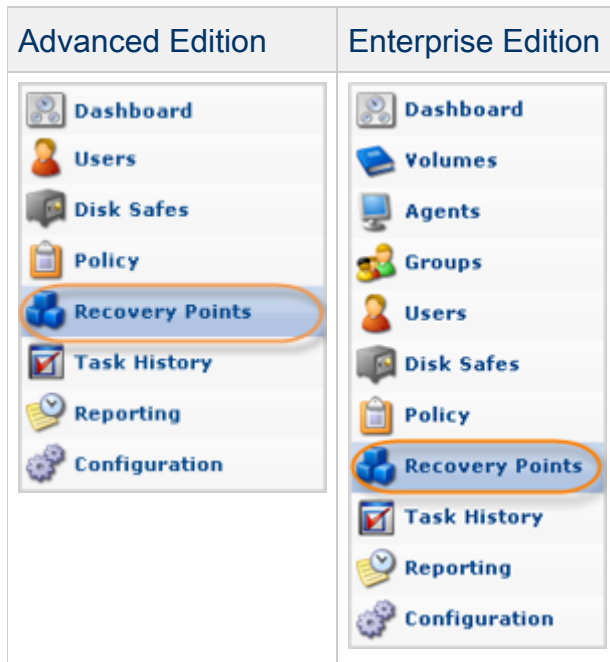 Advanced Edition
Enterprise Edition
Dashboard
Users
Disk Safes
Policy
Recovery Points
Task History
Reporting
Configuration
Dashboard
Volumes
Agents
Groups
Users
Disk Safes
Policy
Recovery Points
Task History
Reporting
Configuration